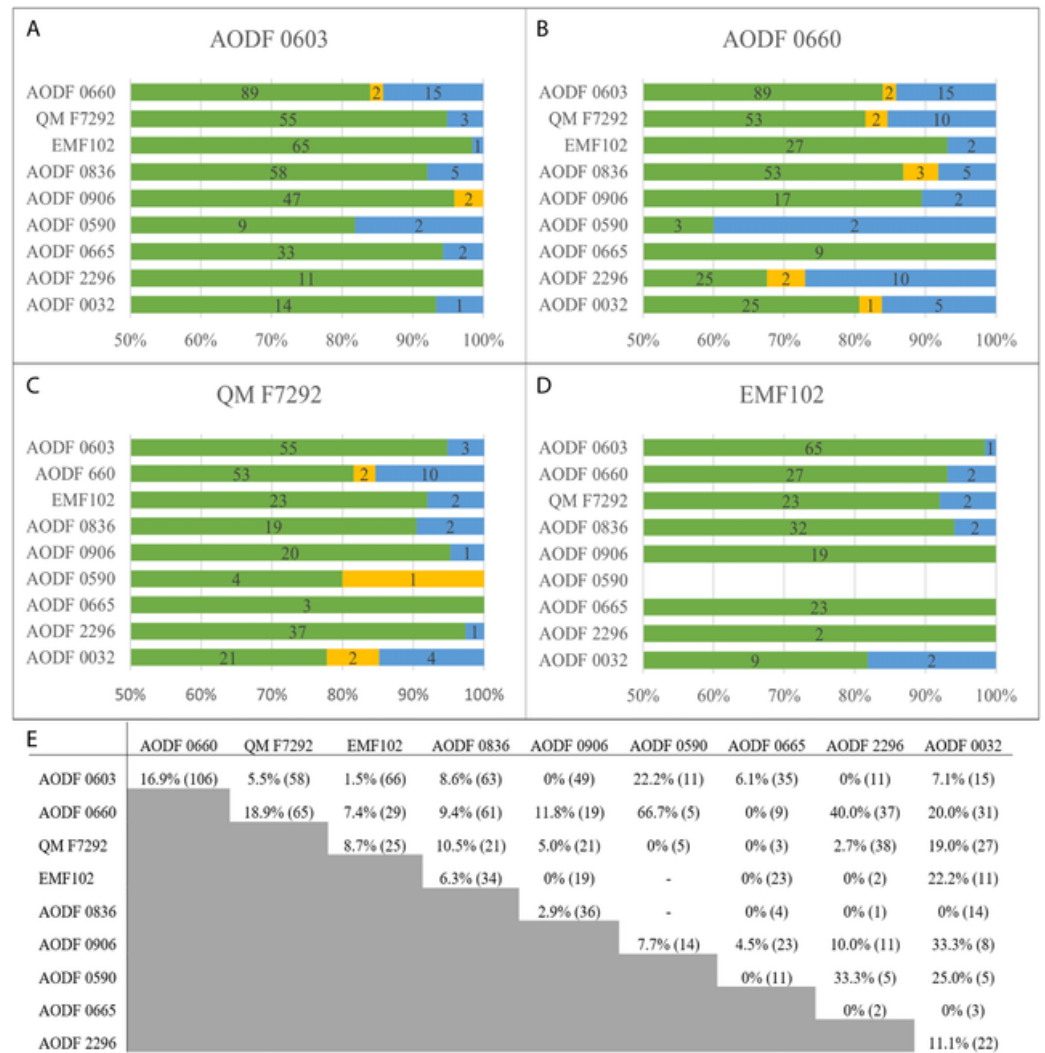 A
AODF 0603
AODF 0660 89 2 15
QM F7292 55 3
EMF102 65 1
AODF 0836 58 5
AODF 0906 47 2
AODF 0590 9 2
AODF 0665 33 2
AODF 2296 11
AODF 0032 14 1
50% 60% 70% 80% 90% 100%
B
AODF 0660
AODF 0603 89 2 15
QM F7292 53 2 10
EMF102 27 2
AODF 0836 53 3 5
AODF 0906 17 2
AODF 0590 3 2
AODF 0665 9
AODF 2296 25 2 10
AODF 0032 25 1 5
50% 60% 70% 80% 90% 100%
C
QM F7292
AODF 0603 55 3
AODF 660 53 2 10
EMF102 23 2
AODF 0836 19 2
AODF 0906 20 1
AODF 0590 4 1
AODF 0665 3
AODF 2296 37 1
AODF 0032 21 2 4
50% 60% 70% 80% 90% 100%
D
EMF102
AODF 0603 65 1
AODF 0660 27 2
QM F7292 23 2
AODF 0836 32 2
AODF 0906 19
AODF 0590
AODF 0665 23
AODF 2296 2
AODF 0032 9 2
50% 60% 70% 80% 90% 100%
E
AODF 0660 QM F7292 EMF102 AODF 0836 AODF 0906 AODF 0590 AODF 0665 AODF 2296 AODF 0032
AODF 0603 16.9% (106) 5.5% (58) 1.5% (66) 8.6% (63) 0% (49) 22.2% (11) 6.1% (35) 0% (11) 7.1% (15)
AODF 0660 18.9% (65) 7.4% (29) 9.4% (61) 11.8% (19) 66.7% (5) 0% (9) 40.0% (37) 20.0% (31)
QM F7292 8.7% (25) 10.5% (21) 5.0% (21) 0% (5) 0% (3) 2.7% (38) 19.0% (27)
EMF102 6.3% (34) 0% (19) - 0% (23) 0% (2) 22.2% (11)
AODF 0836 2.9% (36) - 0% (4) 0% (1) 0% (14)
AODF 0906 7.7% (14) 4.5% (23) 10.0% (11) 33.3% (8)
AODF 0590 0% (11) 33.3% (5) 25.0% (5)
AODF 0665 0% (2) 0% (3)
AODF 2296 11.1% (22)